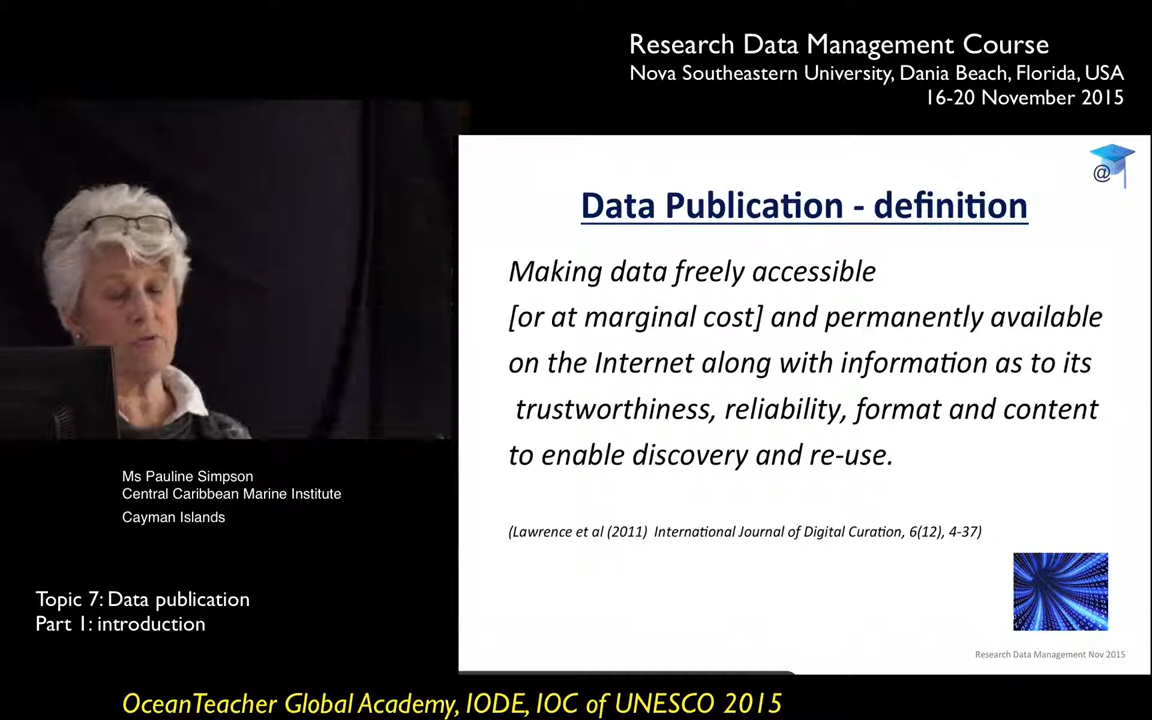 Research Data Management Course
Nova Southeastern University, Dania Beach, Florida, USA
16-20 November 2015
@
Data Publication - definition
Making data freely accessible
[or at marginal cost] and permanently available
on the Internet along with information as to its
trustworthiness, reliability, format and content
to enable discovery and re-use.
(Lawrence et al (2011) International Journal of Digital Curation, 6(12), 4-37)
Research Data Management Nov 2015
Ms Pauline Simpson
Central Caribbean Marine Institute
Cayman Islands
Topic 7: Data publication
Part 1: introduction
OceanTeacher Global Academy, IODE, IOC of UNESCO 2015